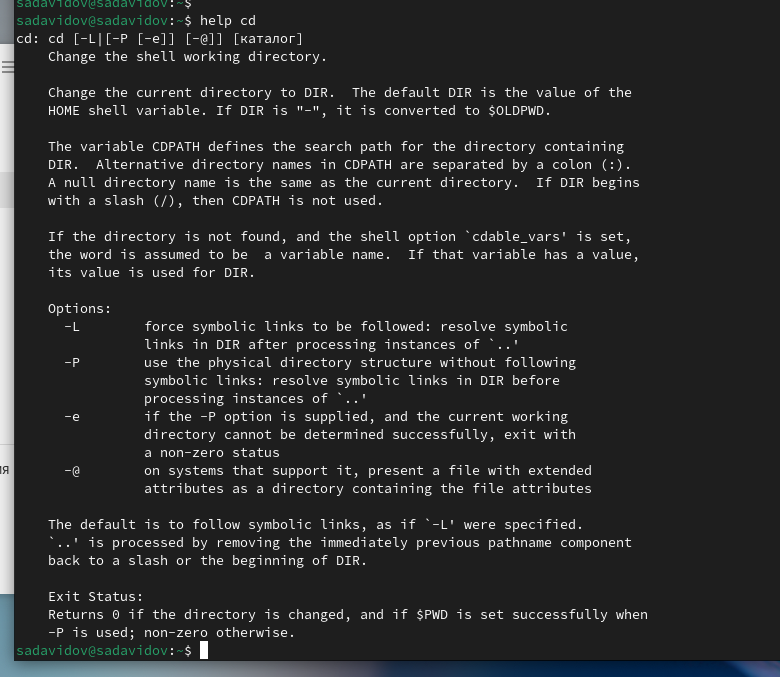 sadavidov@sadavidov:~$
sadavidov@sadavidov:~$ help cd
cd: cd [-L|[-P [-e]] [-@]] [каталог]
    Change the shell working directory.

    Change the current directory to DIR.  The default DIR is the value of the
    HOME shell variable. If DIR is "-", it is converted to $OLDPWD.

    The variable CDPATH defines the search path for the directory containing
    DIR.  Alternative directory names in CDPATH are separated by a colon (:).
    A null directory name is the same as the current directory.  If DIR begins
    with a slash (/), then CDPATH is not used.

    If the directory is not found, and the shell option `cdable_vars' is set,
    the word is assumed to be  a variable name.  If that variable has a value,
    its value is used for DIR.

    Options:
      -L        force symbolic links to be followed: resolve symbolic
                links in DIR after processing instances of `..'
      -P        use the physical directory structure without following
                symbolic links: resolve symbolic links in DIR before
                processing instances of `..'
      -e        if the -P option is supplied, and the current working
                directory cannot be determined successfully, exit with
                a non-zero status
      -@        on systems that support it, present a file with extended
                attributes as a directory containing the file attributes

    The default is to follow symbolic links, as if `-L' were specified.
    `..' is processed by removing the immediately previous pathname component
    back to a slash or the beginning of DIR.

    Exit Status:
    Returns 0 if the directory is changed, and if $PWD is set successfully when
    -P is used; non-zero otherwise.
sadavidov@sadavidov:~$